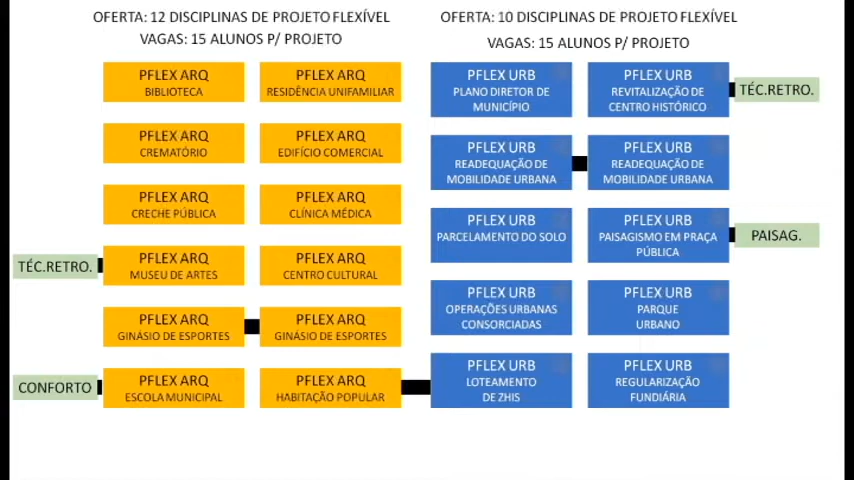 OFERTA: 12 DISCIPLINAS DE PROJETO FLEXÍVEL
VAGAS: 15 ALUNOS P/ PROJETO
PFLEX ARQ
BIBLIOTECA
PFLEX ARQ
RESIDÊNCIA UNIFAMILIAR
PFLEX ARQ
CREMATÓRIO
PFLEX ARQ
EDIFÍCIO COMERCIAL
PFLEX ARQ
CRECHE PÚBLICA
PFLEX ARQ
CLÍNICA MÉDICA
TÉC.RETRO.
PFLEX ARQ
MUSEU DE ARTES
PFLEX ARQ
CENTRO CULTURAL
PFLEX ARQ
GINÁSIO DE ESPORTES
PFLEX ARQ
GINÁSIO DE ESPORTES
CONFORTO
PFLEX ARQ
ESCOLA MUNICIPAL
PFLEX ARQ
HABITAÇÃO POPULAR
OFERTA: 10 DISCIPLINAS DE PROJETO FLEXÍVEL
VAGAS: 15 ALUNOS P/ PROJETO
PFLEX URB
PLANO DIRETOR DE
MUNICÍPIO
PFLEX URB
REVITALIZAÇÃO DE
CENTRO HISTÓRICO
TÉC.RETRO.
PFLEX URB
READEQUAÇÃO DE
MOBILIDADE URBANA
PFLEX URB
READEQUAÇÃO DE
MOBILIDADE URBANA
PFLEX URB
PARCELAMENTO DO SOLO
PFLEX URB
PAISAGISMO EM PRAÇA
PÚBLICA
PAISAG.
PFLEX URB
OPERAÇÕES URBANAS
CONSORCIADAS
PFLEX URB
PARQUE
URBANO
PFLEX URB
LOTEAMENTO
DE ZHIS
PFLEX URB
REGULARIZAÇÃO
FUNDIÁRIA